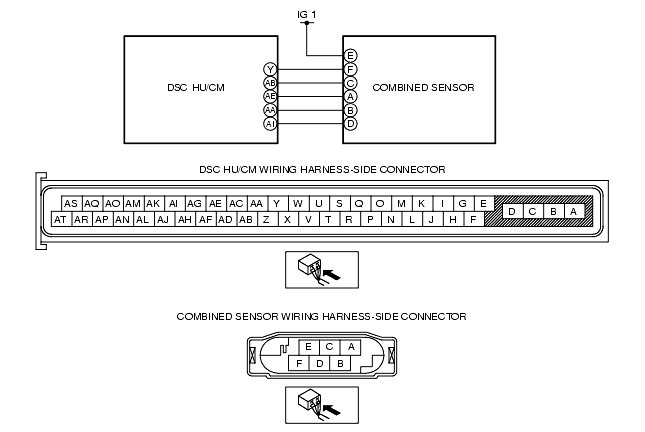 IG 1
DSC HU/CM
Y
AB
AE
AA
AI
E
F
C
A
B
D
COMBINED SENSOR
DSC HU/CM WIRING HARNESS-SIDE CONNECTOR
AS AQ AO AM AK AI AG AE AC AA Y W U S Q O M K I G E
D C B A
AT AR AP AN AL AJ AH AF AD AB Z X V T R P N L J H F
COMBINED SENSOR WIRING HARNESS-SIDE CONNECTOR
E C A
F D B